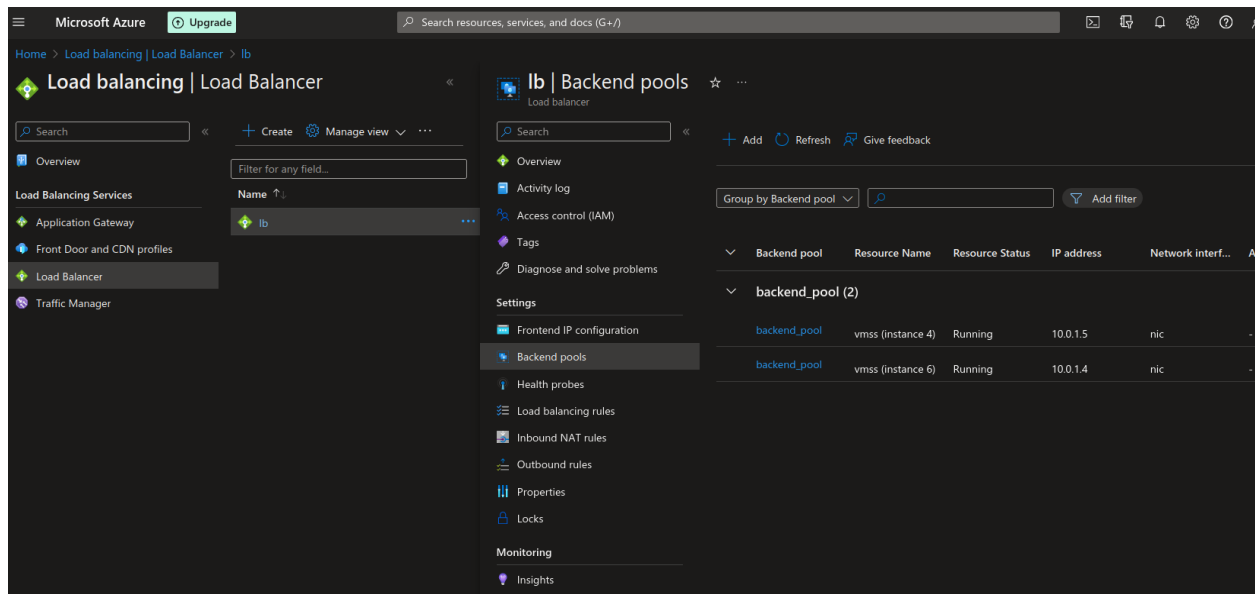 Microsoft Azure
Upgrade
Search resources, services, and docs (G+/)
Home > Load balancing | Load Balancer > lb
Load balancing | Load Balancer
Search
Overview
Load Balancing Services
Application Gateway
Front Door and CDN profiles
Load Balancer
Traffic Manager
Create
Manage view
Filter for any field...
Name
lb
lb | Backend pools
Load balancer
Search
Overview
Activity log
Access control (IAM)
Tags
Diagnose and solve problems
Settings
Frontend IP configuration
Backend pools
Health probes
Load balancing rules
Inbound NAT rules
Outbound rules
Properties
Locks
Monitoring
Insights
Add Refresh Give feedback
Group by Backend pool
Add filter
Backend pool Resource Name Resource Status IP address Network interf... A
backend_pool (2)
backend_pool vmss (instance 4) Running 10.0.1.5 nic -
backend_pool vmss (instance 6) Running 10.0.1.4 nic -